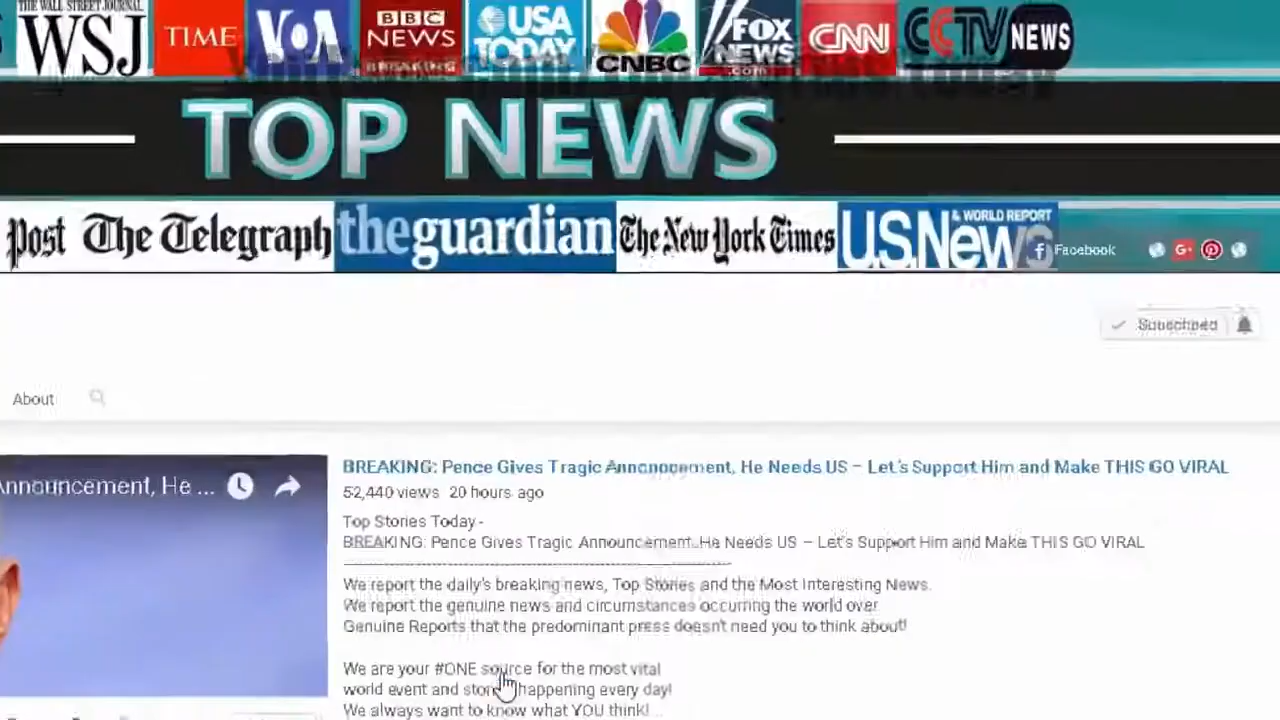 THE WALL STREET JOURNAL
WSJ
TIME
VOA
BBC
NEWS
BREAKING
USA
TODAY
CNBC
FOX
NEWS
.com
CNN
CCTV NEWS
TOP NEWS
Post
The Telegraph
theguardian
The New York Times
U.S.News
& WORLD REPORT
Facebook
G+
Subscribed
About
Announcement, He ...
BREAKING: Pence Gives Tragic Announcement, He Needs US – Let's Support Him and Make THIS GO VIRAL
52,440 views 20 hours ago
Top Stories Today -
BREAKING: Pence Gives Tragic Announcement, He Needs US – Let's Support Him and Make THIS GO VIRAL
We report the daily's breaking news, Top Stories and the Most Interesting News.
We report the genuine news and circumstances occurring the world over
Genuine Reports that the predominant press doesn't need you to think about!
We are your #ONE source for the most vital
world event and stories happening every day!
We always want to know what YOU think!...